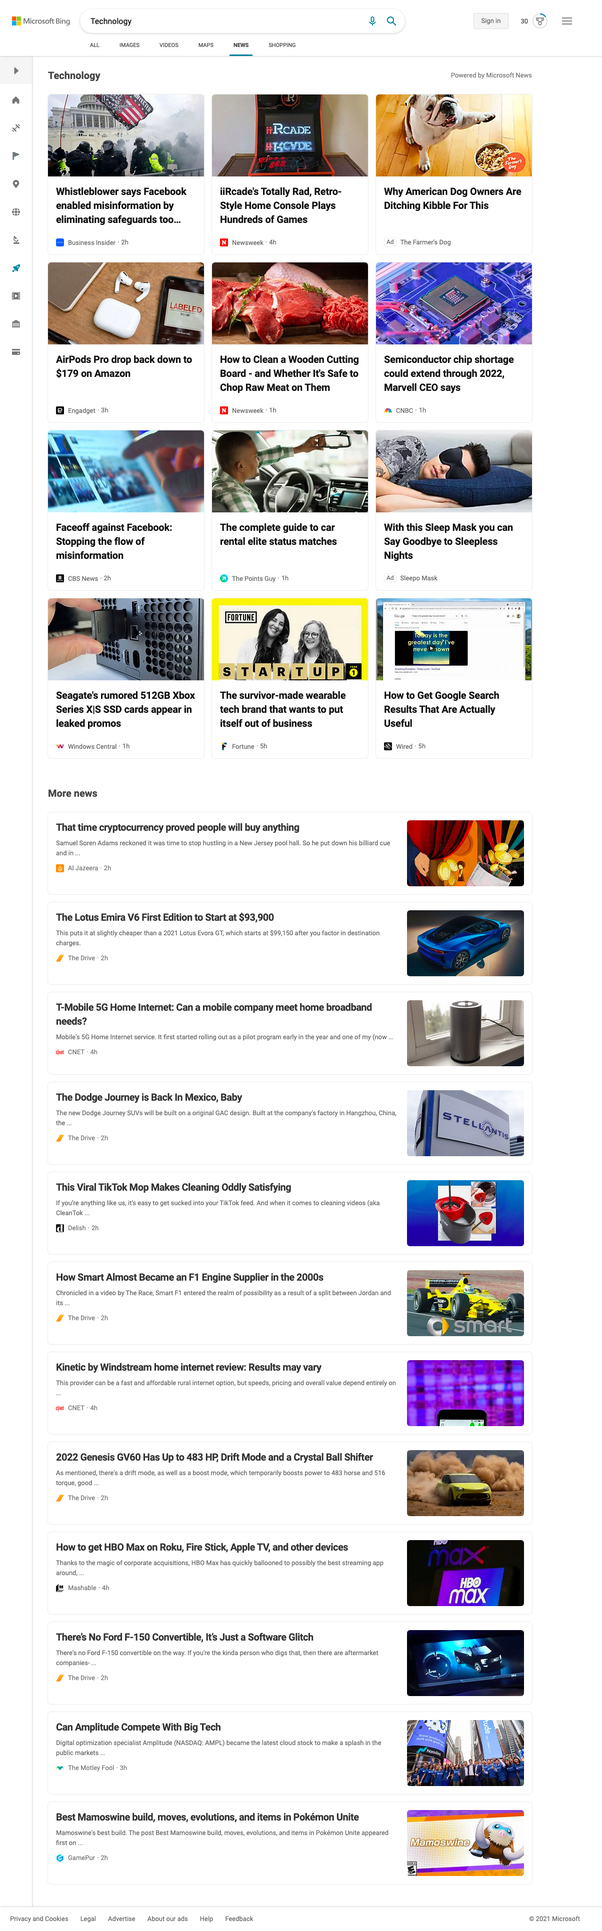 Microsoft Bing
Technology
Sign in
30
ALL
IMAGES
VIDEOS
MAPS
NEWS
SHOPPING
Technology
Powered by Microsoft News
Whistleblower says Facebook
enabled misinformation by
eliminating safeguards too...
Business Insider · 2h
iiRCADE
iiRcade's Totally Rad, Retro-
Style Home Console Plays
Hundreds of Games
Newsweek · 4h
The Farmer's Dog
Why American Dog Owners Are
Ditching Kibble For This
Ad The Farmer's Dog
LABELED
AirPods Pro drop back down to
$179 on Amazon
Engadget · 3h
How to Clean a Wooden Cutting
Board - and Whether It's Safe to
Chop Raw Meat on Them
Newsweek · 1h
Semiconductor chip shortage
could extend through 2022,
Marvell CEO says
CNBC · 1h
Faceoff against Facebook:
Stopping the flow of
misinformation
CBS News · 2h
The complete guide to car
rental elite status matches
The Points Guy · 1h
With this Sleep Mask you can
Say Goodbye to Sleepless
Nights
Ad Sleepo Mask
Seagate's rumored 512GB Xbox
Series X|S SSD cards appear in
leaked promos
Windows Central · 1h
FORTUNE
STARTUP
The survivor-made wearable
tech brand that wants to put
itself out of business
Fortune · 5h
Today is the
greatest day I've
ever known
How to Get Google Search
Results That Are Actually
Useful
Wired · 5h
More news
That time cryptocurrency proved people will buy anything
Samuel Soren Adams reckoned it was time to stop hustling in a New Jersey pool hall. So he put down his billiard cue
and in ...
Al Jazeera · 2h
The Lotus Emira V6 First Edition to Start at $93,900
This puts it at slightly cheaper than a 2021 Lotus Evora GT, which starts at $99,150 after you factor in destination
charges.
The Drive · 2h
T-Mobile 5G Home Internet: Can a mobile company meet home broadband
needs?
Mobile's 5G Home Internet service. It first started rolling out as a pilot program early in the year and one of my (now ...
CNET · 4h
The Dodge Journey is Back In Mexico, Baby
The new Dodge Journey SUVs will be built on a original GAC design. Built at the company's factory in Hangzhou, China,
the ...
The Drive · 2h
STELLANTIS
This Viral TikTok Mop Makes Cleaning Oddly Satisfying
If you're anything like us, it's easy to get sucked into your TikTok feed. And when it comes to cleaning videos (aka
CleanTok ...
Delish · 2h
How Smart Almost Became an F1 Engine Supplier in the 2000s
Chronicled in a video by The Race, Smart F1 entered the realm of possibility as a result of a split between Jordan and
its ...
The Drive · 2h
smart
Kinetic by Windstream home internet review: Results may vary
This provider can be a fast and affordable rural internet option, but speeds, pricing and overall value depend entirely on
...
CNET · 4h
2022 Genesis GV60 Has Up to 483 HP, Drift Mode and a Crystal Ball Shifter
As mentioned, there's a drift mode, as well as a boost mode, which temporarily boosts power to 483 horse and 516
torque, good ...
The Drive · 2h
How to get HBO Max on Roku, Fire Stick, Apple TV, and other devices
Thanks to the magic of corporate acquisitions, HBO Max has quickly ballooned to possibly the best streaming app
around, ...
Mashable · 4h
max
HBO
max
There's No Ford F-150 Convertible, It's Just a Software Glitch
There's no Ford F-150 convertible on the way. If you're the kinda person who digs that, then there are aftermarket
companies- ...
The Drive · 2h
Can Amplitude Compete With Big Tech
Digital optimization specialist Amplitude (NASDAQ: AMPL) became the latest cloud stock to make a splash in the
public markets ...
The Motley Fool · 3h
Best Mamoswine build, moves, evolutions, and items in Pokémon Unite
Mamoswine's best build. The post Best Mamoswine build, moves, evolutions, and items in Pokémon Unite appeared
first on ...
GamePur · 2h
Mamoswine
Privacy and Cookies
Legal
Advertise
About our ads
Help
Feedback
© 2021 Microsoft